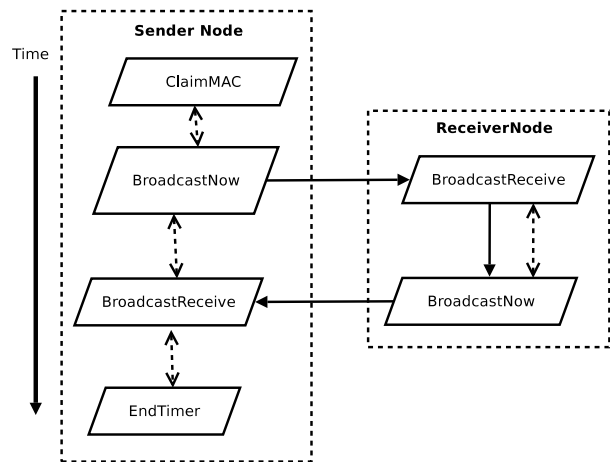 Sender Node
Time
ClaimMAC
ReceiverNode
BroadcastNow
BroadcastReceive
BroadcastReceive
BroadcastNow
EndTimer